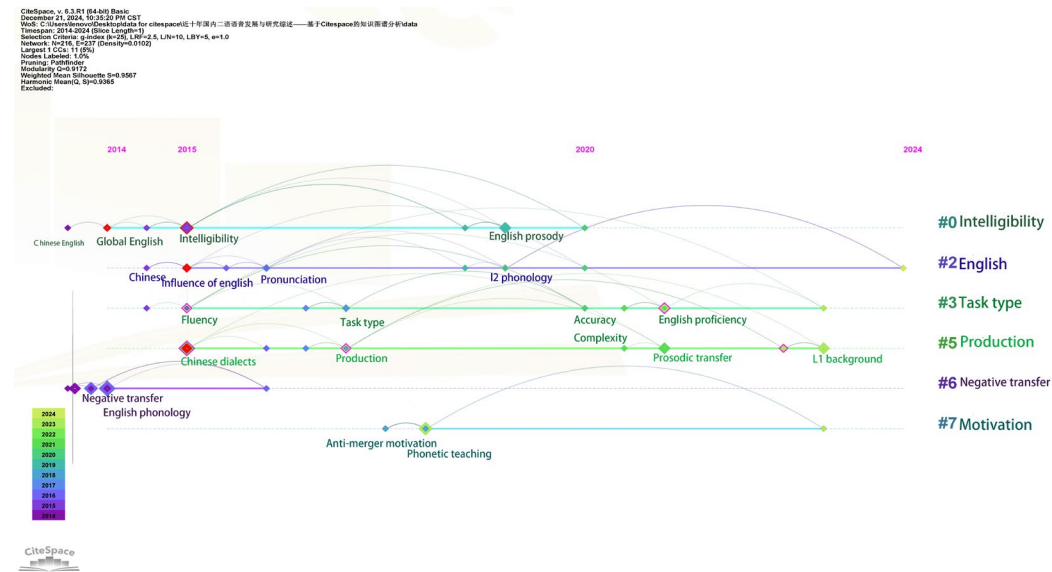 CiteSpace, v. 6.3.R1 (64-bit) Basic
December 21, 2024, 10:35:20 PM CST
WoS: C:\Users\lenovo\Desktop\data for citespace\近十年国内二语语音发展与研究综述——基于Citespace的知识图谱分析\data
Timespan: 2014-2024 (Slice Length=1)
Selection Criteria: g-index (k=25), LRF=2.5, L/N=10, LBY=5, e=1.0
Network: N=216, E=237 (Density=0.0102)
Largest 1 CCs: 11 (5%)
Nodes Labeled: 1.0%
Pruning: Pathfinder
Modularity Q=0.9172
Weighted Mean Silhouette S=0.9567
Harmonic Mean(Q, S)=0.9365
Excluded:
2014 2015 2020 2024
Chinese English Global English Intelligibility English prosody #0 Intelligibility
Chinese Influence of english Pronunciation l2 phonology #2 English
Fluency Task type Accuracy English proficiency #3 Task type
Complexity
Chinese dialects Production Prosodic transfer L1 background #5 Production
Negative transfer #6 Negative transfer
English phonology
Anti-merger motivation #7 Motivation
Phonetic teaching
2024
2023
2022
2021
2020
2019
2018
2017
2016
2015
2014
CiteSpace